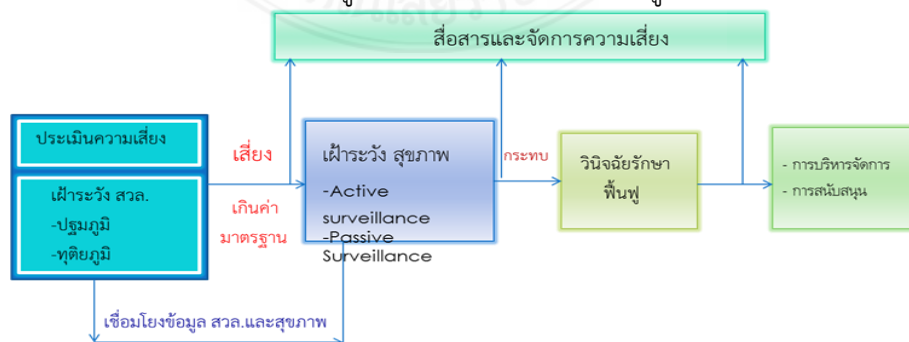 สื่อสารและจัดการความเสี่ยง
ประเมินความเสี่ยง
เฝ้าระวัง สวล.
-ปฐมภูมิ
-ทุติยภูมิ
เสี่ยง
เกินค่า
มาตรฐาน
เฝ้าระวัง สุขภาพ
-Active
surveillance
-Passive
Surveillance
กระทบ
วินิจฉัยรักษา
ฟื้นฟู
- การบริหารจัดการ
- การสนับสนุน
เชื่อมโยงข้อมูล สวล.และสุขภาพ